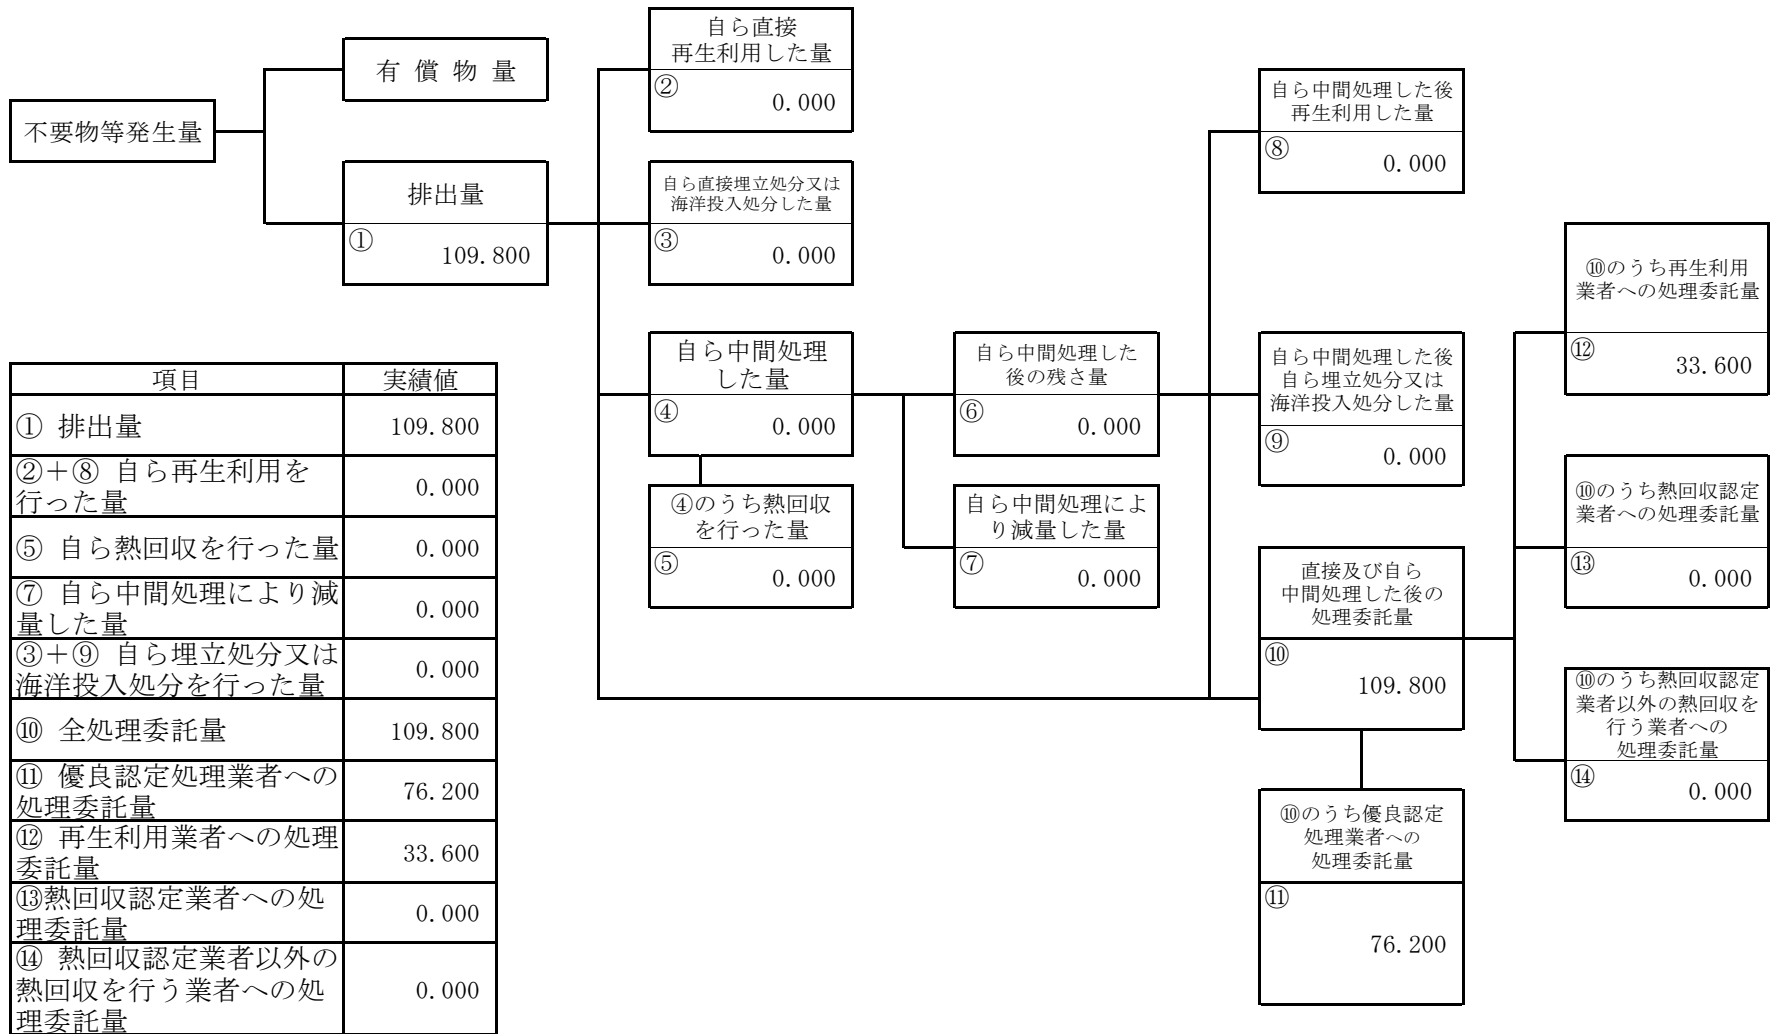 不要物等発生量
有 償 物 量
排出量
①
109.800
自ら直接
再生利用した量
②
0.000
自ら直接埋立処分又は
海洋投入処分した量
③
0.000
自ら中間処理
した量
④
0.000
④のうち熱回収
を行った量
⑤
0.000
自ら中間処理した
後の残さ量
⑥
0.000
自ら中間処理によ
り減量した量
⑦
0.000
自ら中間処理した後
再生利用した量
⑧
0.000
自ら中間処理した後
自ら埋立処分又は
海洋投入処分した量
⑨
0.000
直接及び自ら
中間処理した後の
処理委託量
⑩
109.800
⑩のうち優良認定
処理業者への
処理委託量
⑪
76.200
⑩のうち再生利用
業者への処理委託量
⑫
33.600
⑩のうち熱回収認定
業者への処理委託量
⑬
0.000
⑩のうち熱回収認定
業者以外の熱回収を
行う業者への
処理委託量
⑭
0.000
項目 実績値
① 排出量 109.800
②＋⑧ 自ら再生利用を
行った量 0.000
⑤ 自ら熱回収を行った量 0.000
⑦ 自ら中間処理により減
量した量 0.000
③＋⑨ 自ら埋立処分又は
海洋投入処分を行った量 0.000
⑩ 全処理委託量 109.800
⑪ 優良認定処理業者への
処理委託量 76.200
⑫ 再生利用業者への処理
委託量 33.600
⑬熱回収認定業者への処
理委託量 0.000
⑭ 熱回収認定業者以外の
熱回収を行う業者への処
理委託量 0.000